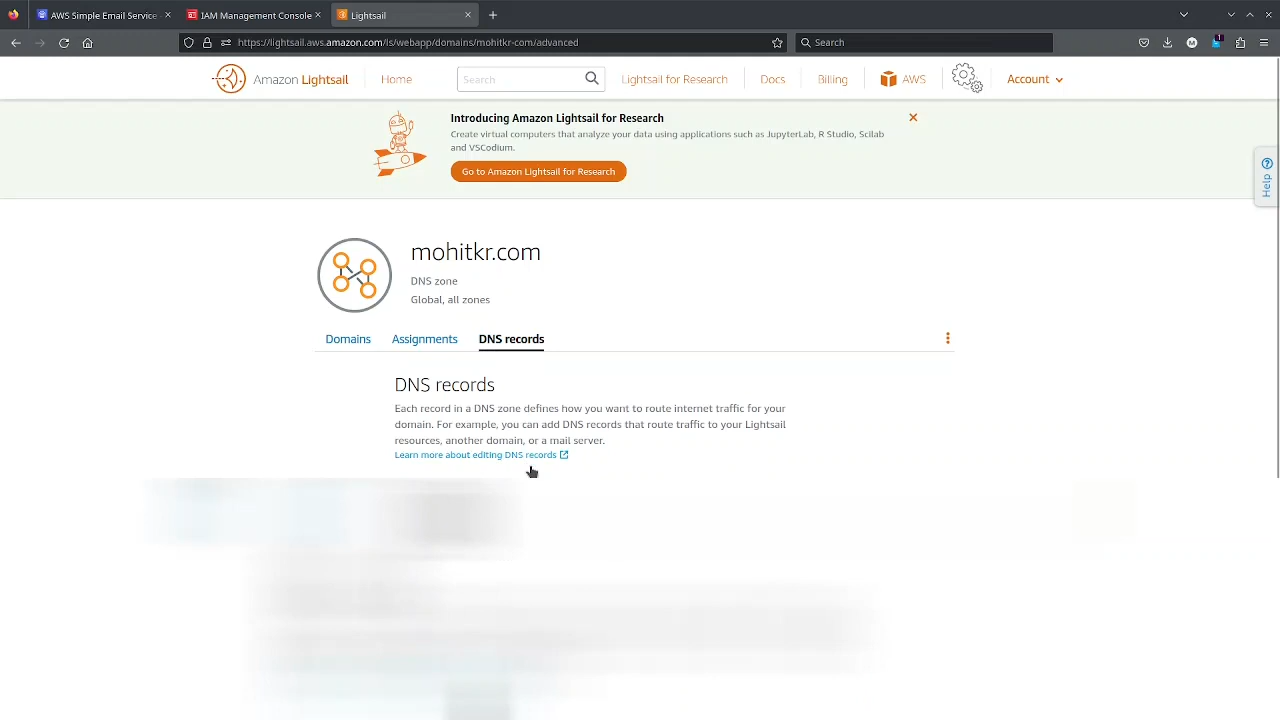 AWS Simple Email Service
IAM Management Console
Lightsail
https://lightsail.aws.amazon.com/ls/webapp/domains/mohitkr-com/advanced
Search
1
Amazon Lightsail
Home
Search
Lightsail for Research
Docs
Billing
AWS
Account
Introducing Amazon Lightsail for Research
Create virtual computers that analyze your data using applications such as JupyterLab, R Studio, Scilab
and VSCodium.
Go to Amazon Lightsail for Research
Help
mohitkr.com
DNS zone
Global, all zones
Domains
Assignments
DNS records
DNS records
Each record in a DNS zone defines how you want to route internet traffic for your
domain. For example, you can add DNS records that route traffic to your Lightsail
resources, another domain, or a mail server.
Learn more about editing DNS records